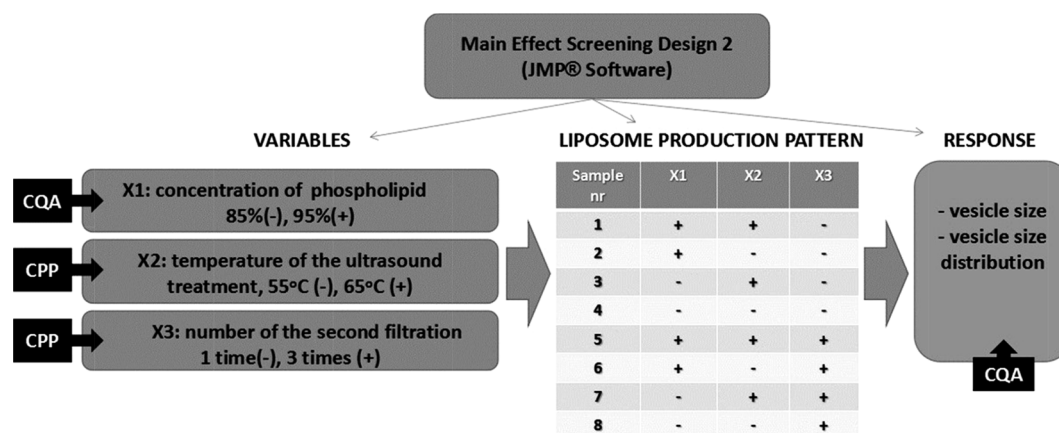 Main Effect Screening Design 2
(JMP® Software)
VARIABLES
CQA
X1: concentration of phospholipid
85%(-), 95%(+)
CPP
X2: temperature of the ultrasound
treatment, 55ºC (-), 65ºC (+)
CPP
X3: number of the second filtration
1 time(-), 3 times (+)
LIPOSOME PRODUCTION PATTERN
Sample nr X1 X2 X3
1 + + -
2 + - -
3 - + -
4 - - -
5 + + +
6 + - +
7 - + +
8 - - +
RESPONSE
- vesicle size
- vesicle size
distribution
CQA